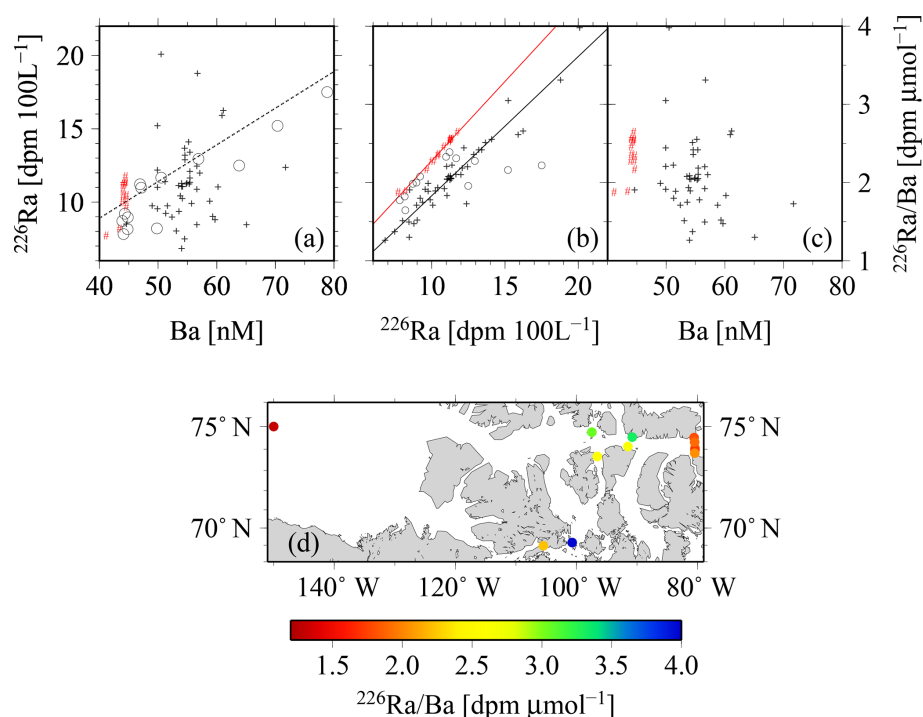 20
15
10
²²⁶Ra [dpm 100L⁻¹]
(a)
40 50 60 70 80
Ba [nM]
(b)
10 15 20
²²⁶Ra [dpm 100L⁻¹]
(c)
50 60 70 80
Ba [nM]
4
3
2
1
²²⁶Ra/Ba [dpm μmol⁻¹]
75° N 75° N
70° N 70° N
(d)
140° W 120° W 100° W 80° W
1.5 2.0 2.5 3.0 3.5 4.0
²²⁶Ra/Ba [dpm μmol⁻¹]